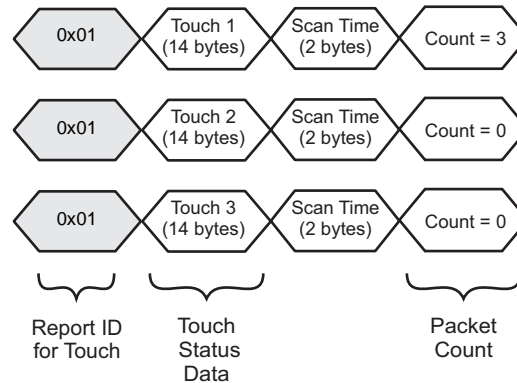 0x01
Touch 1
(14 bytes)
Scan Time
(2 bytes)
Count = 3
0x01
Touch 2
(14 bytes)
Scan Time
(2 bytes)
Count = 0
0x01
Touch 3
(14 bytes)
Scan Time
(2 bytes)
Count = 0
Report ID
for Touch
Touch
Status
Data
Packet
Count